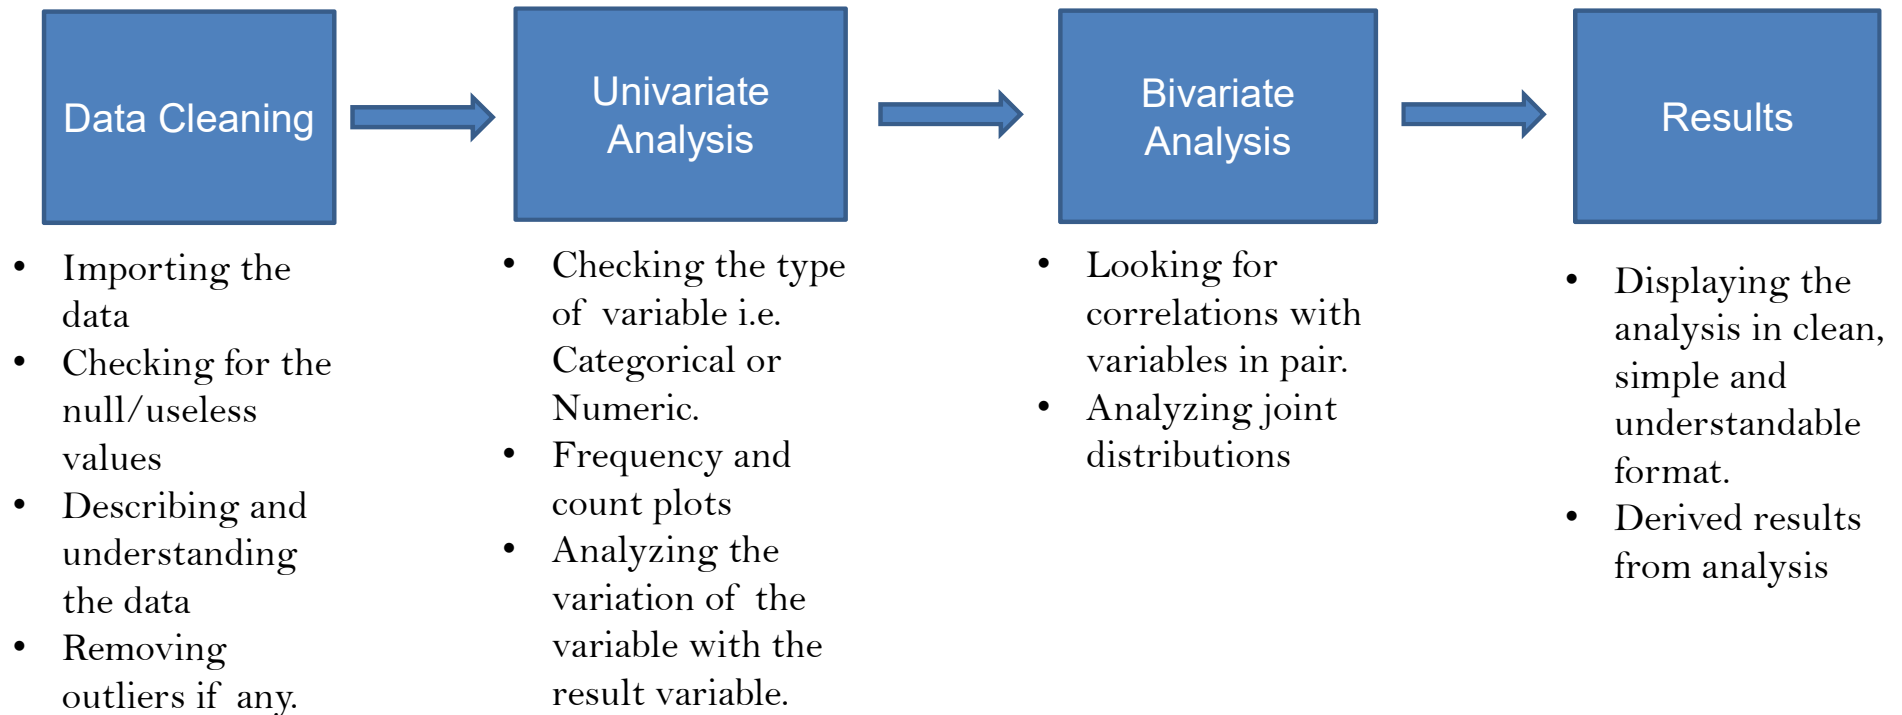 Data Cleaning
• Importing the
data
• Checking for the
null/useless
values
• Describing and
understanding
the data
• Removing
outliers if any.
Univariate
Analysis
• Checking the type
of variable i.e.
Categorical or
Numeric.
• Frequency and
count plots
• Analyzing the
variation of the
variable with the
result variable.
Bivariate
Analysis
• Looking for
correlations with
variables in pair.
• Analyzing joint
distributions
Results
• Displaying the
analysis in clean,
simple and
understandable
format.
• Derived results
from analysis